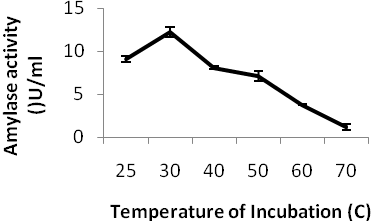 15
10
5
0
Amylase activity
()U/ml
25 30 40 50 60 70
Temperature of Incubation (C)